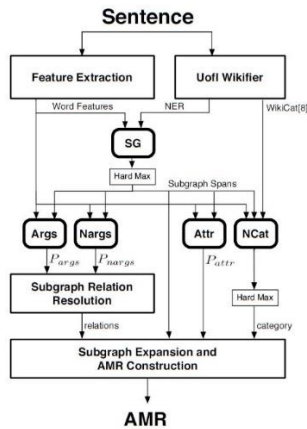 Sentence
Feature Extraction
UofI Wikifier
Word Features
NER
WikiCat[8]
SG
Hard Max
Subgraph Spans
Args
Nargs
Attr
NCat
P_args
P_nargs
P_attr
Subgraph Relation
Resolution
Hard Max
relations
category
Subgraph Expansion and
AMR Construction
AMR